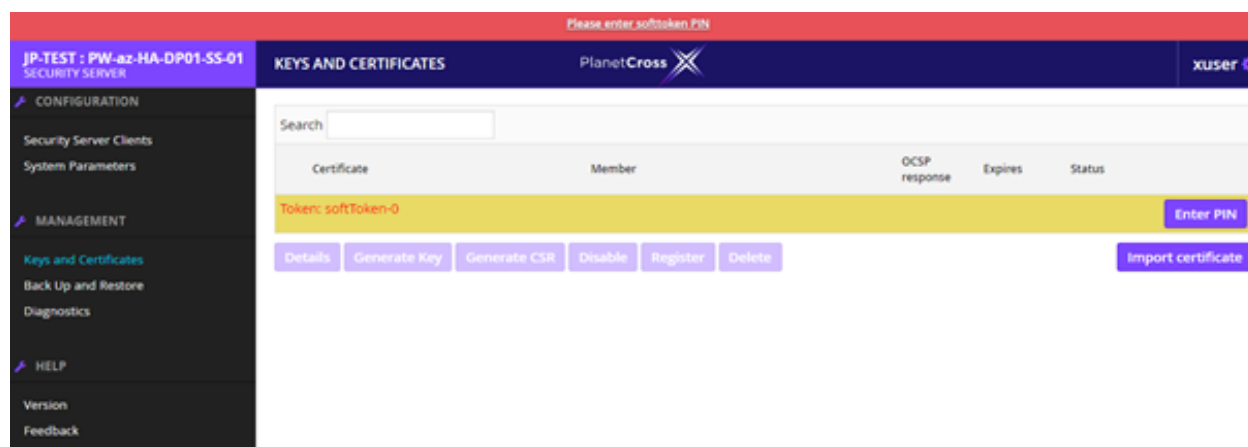 Please enter softtoken PIN
JP-TEST : PW-az-HA-DP01-SS-01
SECURITY SERVER
KEYS AND CERTIFICATES
PlanetCross
xuser
CONFIGURATION
Security Server Clients
System Parameters
MANAGEMENT
Keys and Certificates
Back Up and Restore
Diagnostics
HELP
Version
Feedback
Search
Certificate Member OCSP response Expires Status
Token: softToken-0 Enter PIN
Details Generate Key Generate CSR Disable Register Delete Import certificate